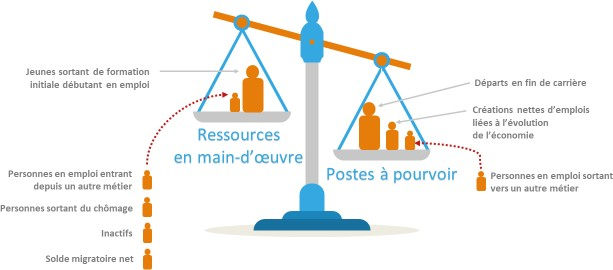 Jeunes sortant de formation
initiale débutant en emploi
Ressources
en main-d'œuvre
Personnes en emploi entrant
depuis un autre métier
Personnes sortant du chômage
Inactifs
Solde migratoire net
Départs en fin de carrière
Créations nettes d'emplois
liées à l'évolution
de l'économie
Postes à pourvoir
Personnes en emploi sortant
vers un autre métier